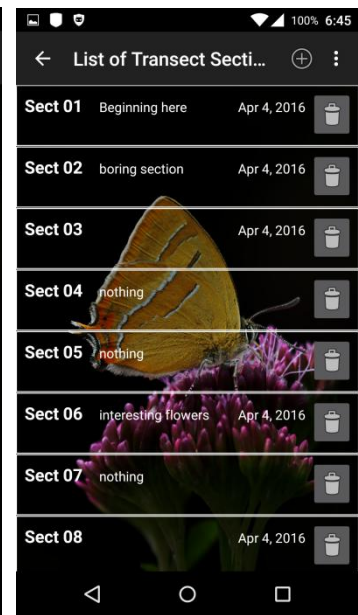 100% 6:45
List of Transect Secti...
Sect 01 Beginning here Apr 4, 2016
Sect 02 boring section Apr 4, 2016
Sect 03 Apr 4, 2016
Sect 04 nothing
Sect 05 nothing
Sect 06 interesting flowers Apr 4, 2016
Sect 07 nothing
Sect 08 Apr 4, 2016